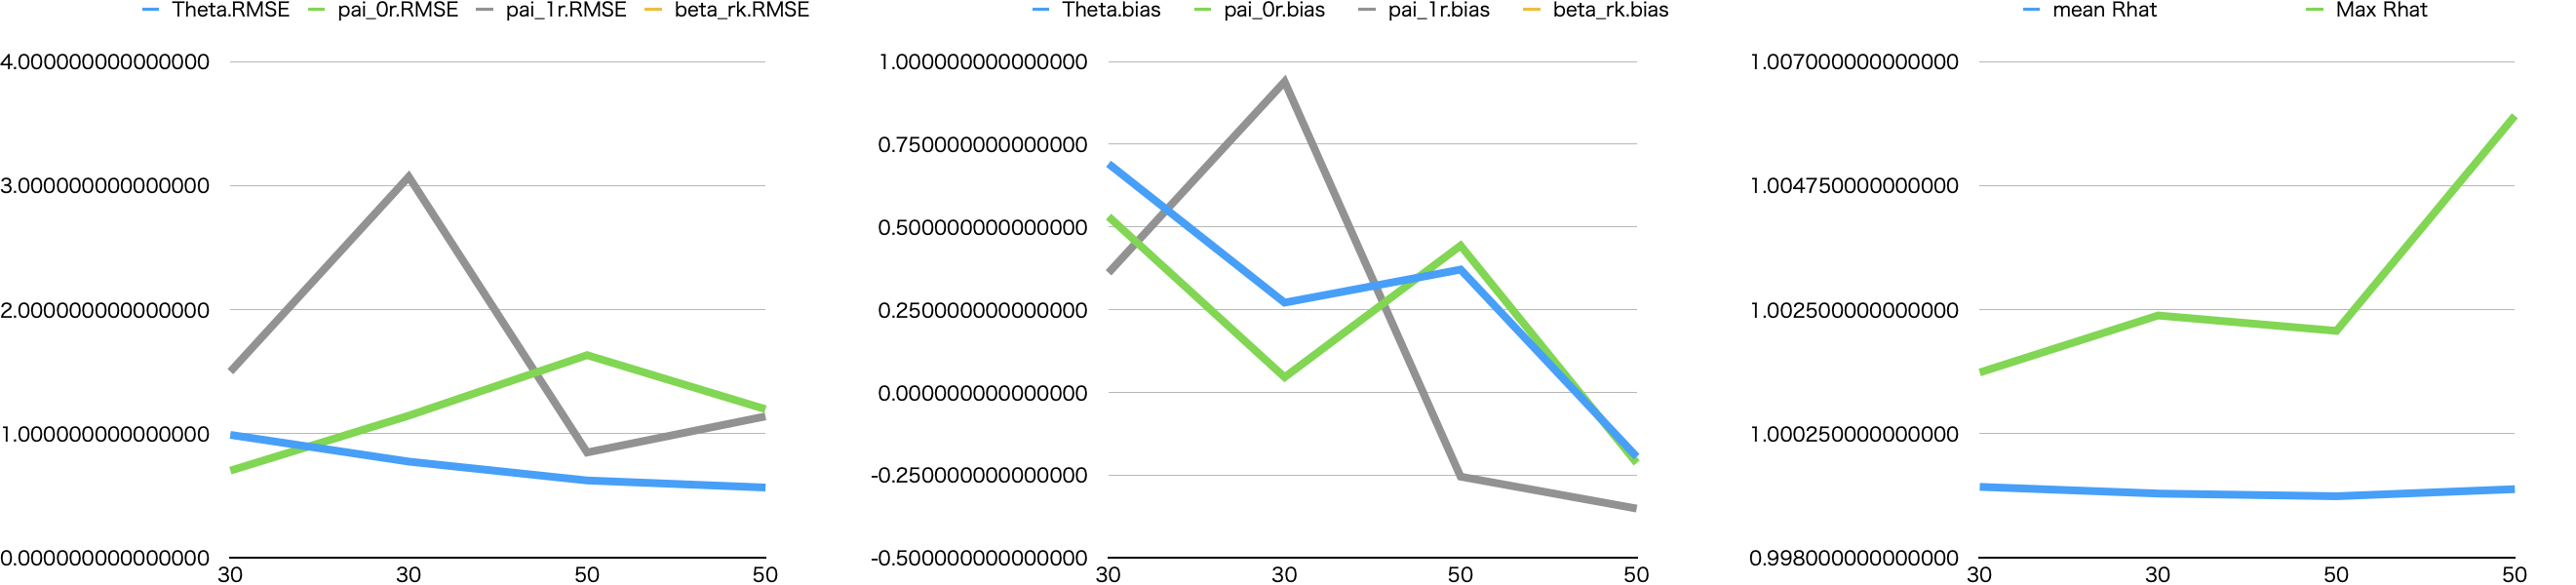 Theta.RMSE pai_0r.RMSE pai_1r.RMSE beta_rk.RMSE
4.000000000000000
3.000000000000000
2.000000000000000
1.000000000000000
0.000000000000000
30 30 50 50
Theta.bias pai_0r.bias pai_1r.bias beta_rk.bias
1.000000000000000
0.750000000000000
0.500000000000000
0.250000000000000
0.000000000000000
-0.250000000000000
-0.500000000000000
30 30 50 50
mean Rhat Max Rhat
1.007000000000000
1.004750000000000
1.002500000000000
1.000250000000000
0.998000000000000
30 30 50 50